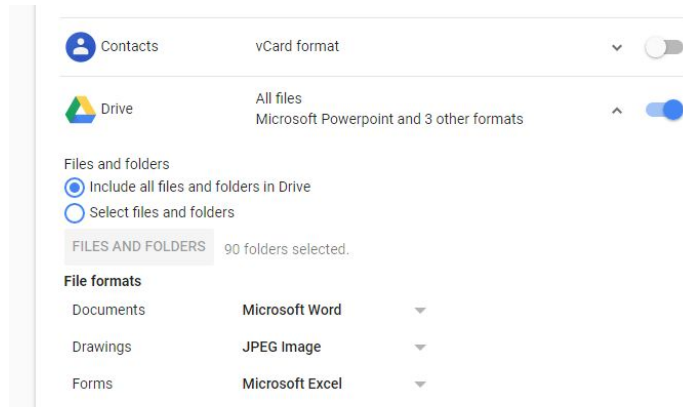 Contacts vCard format
Drive All files
Microsoft Powerpoint and 3 other formats
Files and folders
Include all files and folders in Drive
Select files and folders
FILES AND FOLDERS 90 folders selected.
File formats
Documents Microsoft Word
Drawings JPEG Image
Forms Microsoft Excel